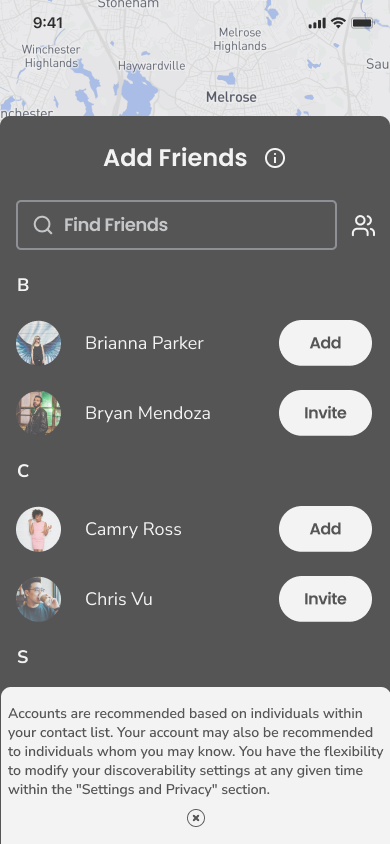 Stoneham
9:41
Melrose
Highlands
Winchester
Highlands
Haywardville
Sau
Melrose
nchester
Add Friends
Find Friends
B
Brianna Parker
Add
Bryan Mendoza
Invite
C
Camry Ross
Add
Chris Vu
Invite
S
Accounts are recommended based on individuals within
your contact list. Your account may also be recommended
to individuals whom you may know. You have the flexibility
to modify your discoverability settings at any given time
within the "Settings and Privacy" section.